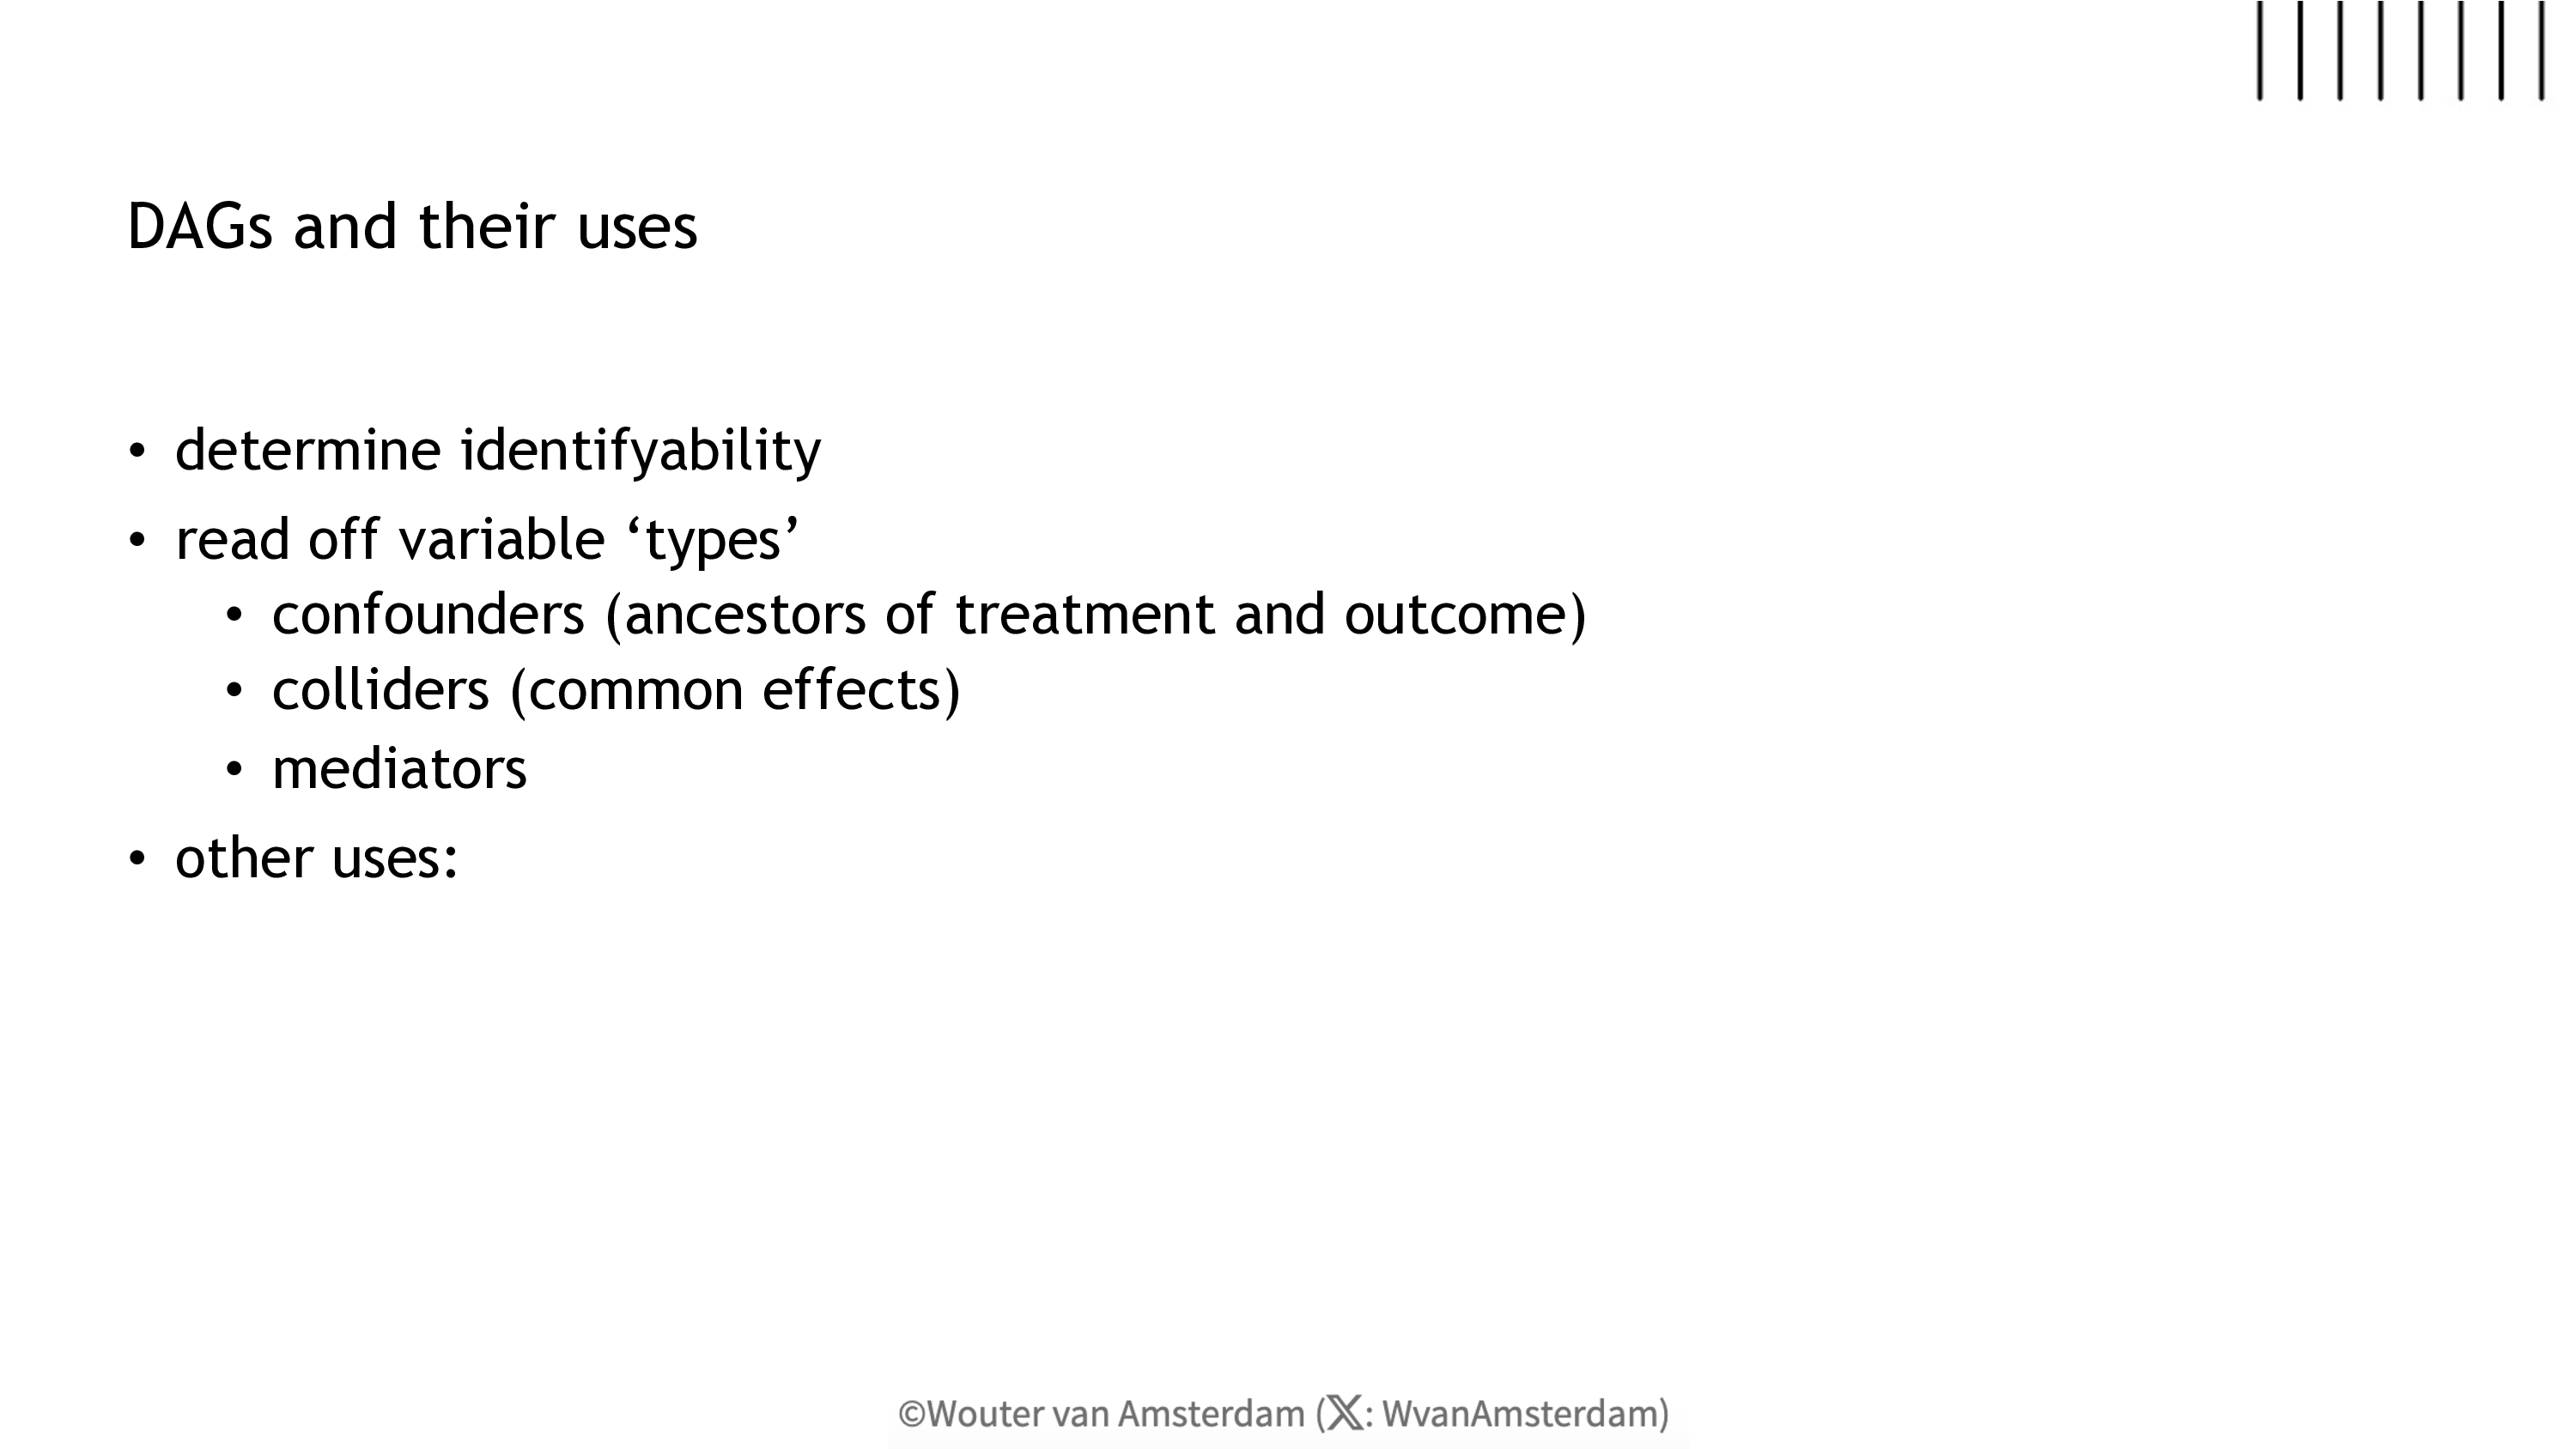 DAGs and their uses
• determine identifyability
• read off variable ‘types’
• confounders (ancestors of treatment and outcome)
• colliders (common effects)
• mediators
• other uses:
©Wouter van Amsterdam (𝕏: WvanAmsterdam)